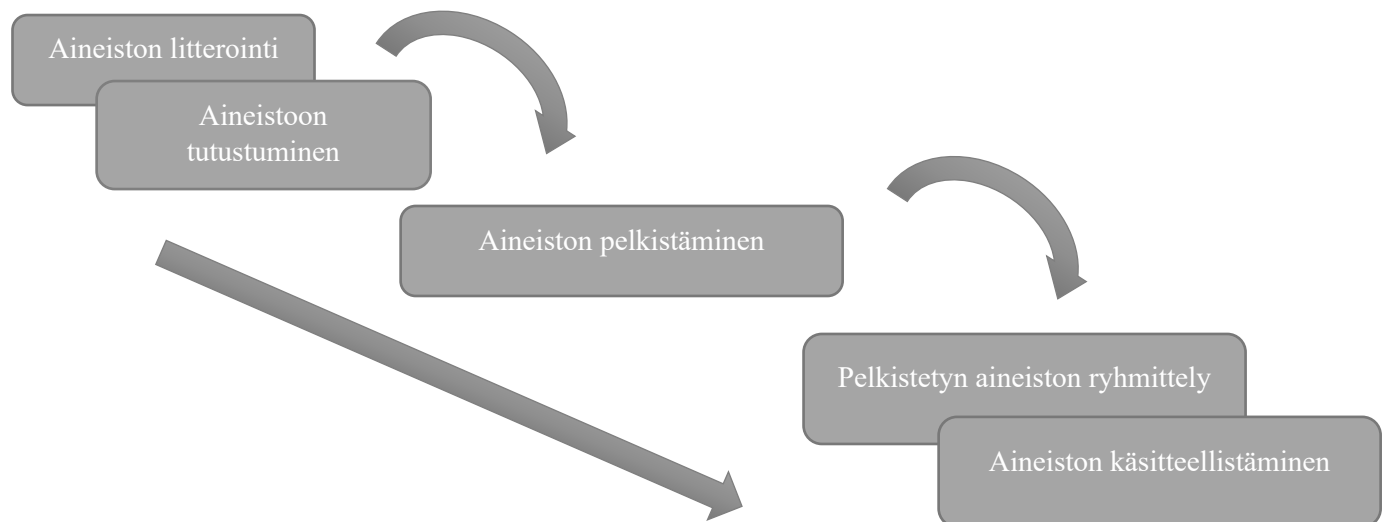 Aineiston litterointi
Aineistoon
tutustuminen
Aineiston pelkistäminen
Pelkistetyn aineiston ryhmittely
Aineiston käsitteellistäminen